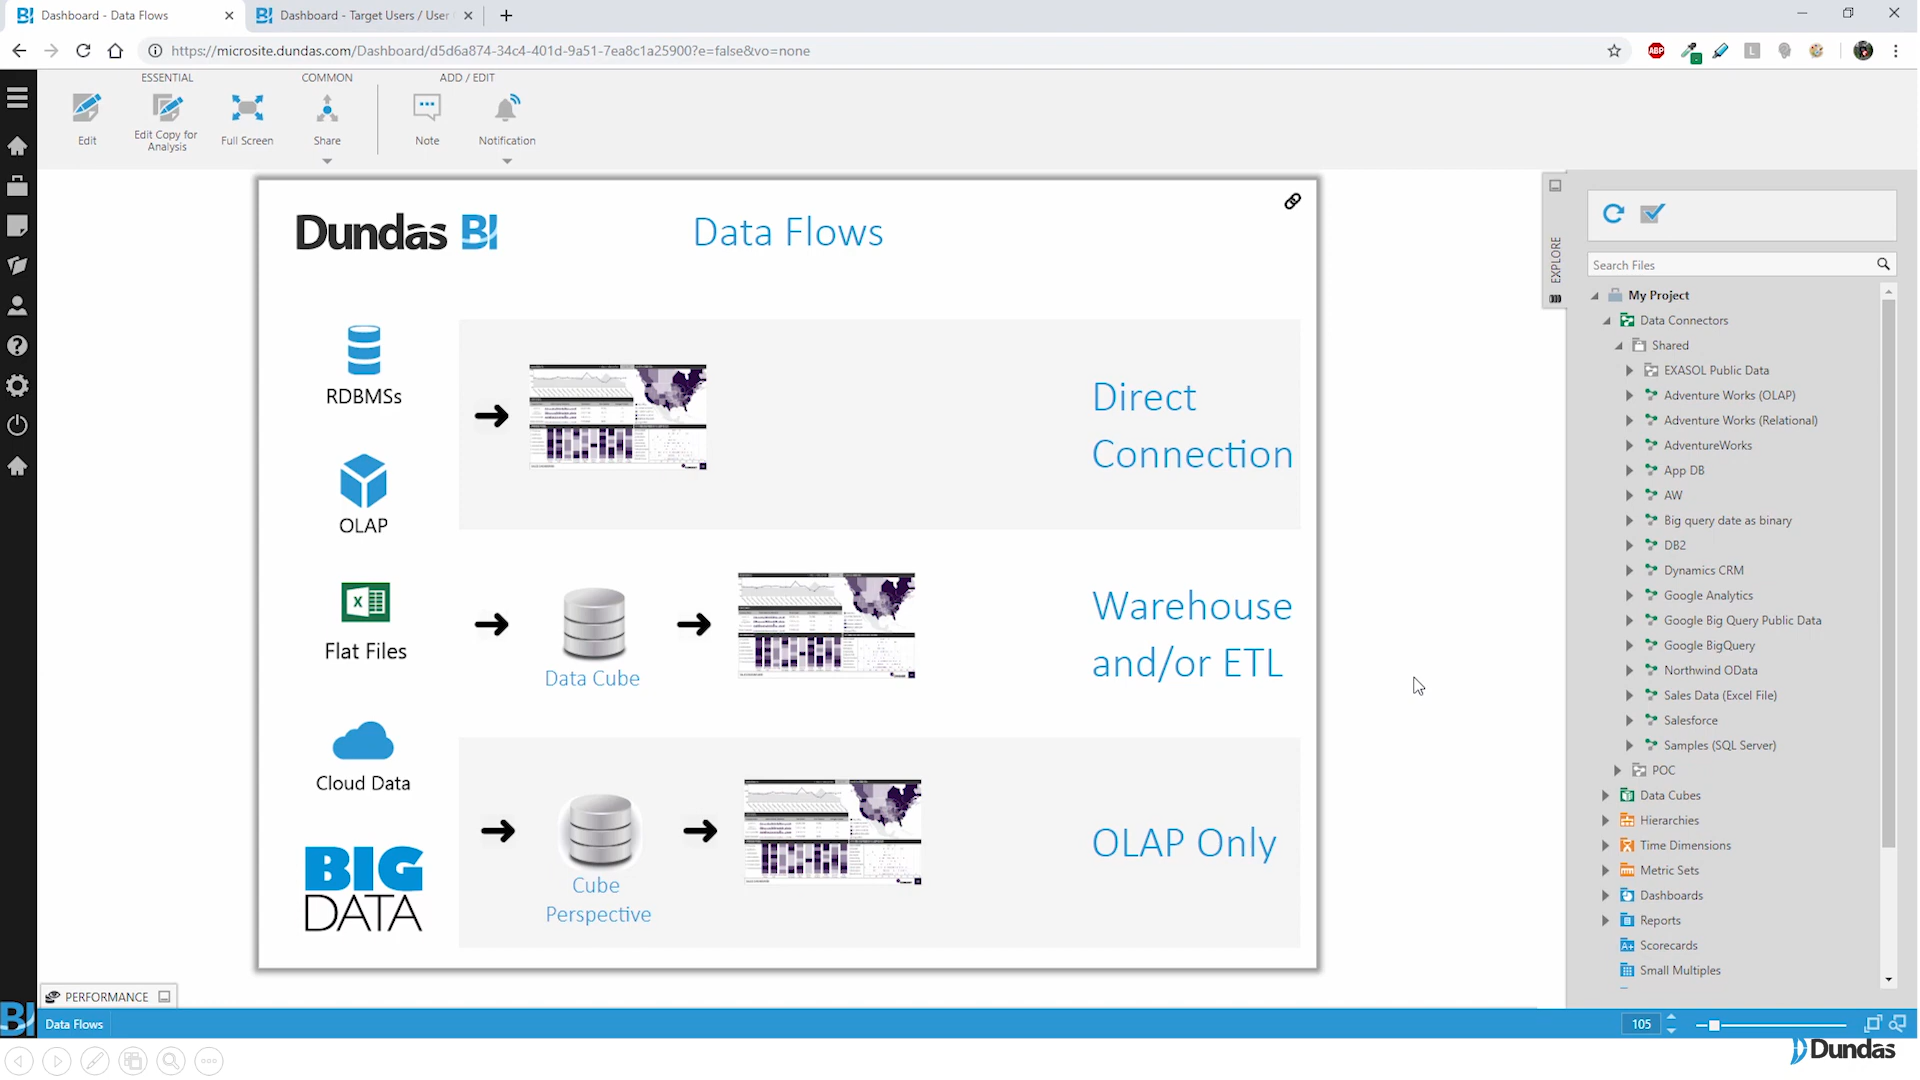 Dashboard - Data Flows
Dashboard - Target Users / User
https://microsite.dundas.com/Dashboard/d5d6a874-34c4-401d-9a51-7ea8c1a25900?e=false&vo=none
ABP
L
ESSENTIAL
COMMON
ADD / EDIT
Edit
Edit Copy for
Analysis
Full Screen
Share
Note
Notification
Dundas BI
Data Flows
RDBMSs
OLAP
Flat Files
Cloud Data
BIG
DATA
Direct
Connection
Data Cube
Warehouse
and/or ETL
Cube
Perspective
OLAP Only
EXPLORE
Search Files
My Project
Data Connectors
Shared
EXASOL Public Data
Adventure Works (OLAP)
Adventure Works (Relational)
AdventureWorks
App DB
AW
Big query date as binary
DB2
Dynamics CRM
Google Analytics
Google Big Query Public Data
Google BigQuery
Northwind OData
Sales Data (Excel File)
Salesforce
Samples (SQL Server)
POC
Data Cubes
Hierarchies
Time Dimensions
Metric Sets
Dashboards
Reports
Scorecards
Small Multiples
PERFORMANCE
BI
Data Flows
105
Dundas